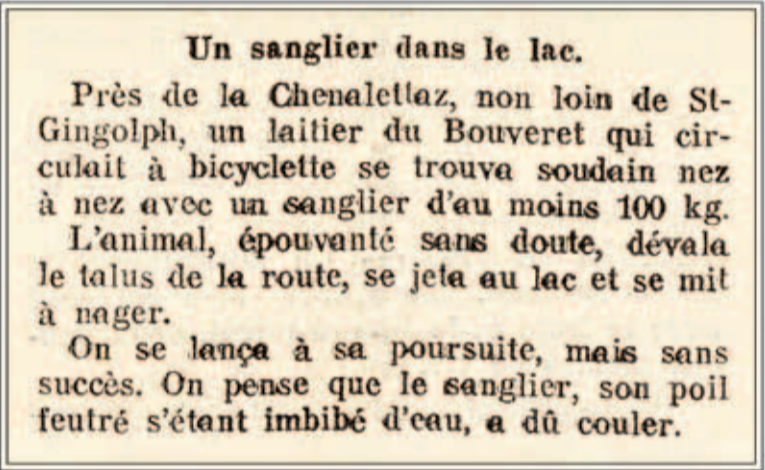 Un sanglier dans le lac.
Près de la Chenalettaz, non loin de St-
Gingolph, un laitier du Bouveret qui cir-
culait à bicyclette se trouva soudain nez
à nez avec un sanglier d'au moins 100 kg.
L'animal, épouvanté sans doute, dévala
le talus de la route, se jeta au lac et se mit
à nager.
On se lança à sa poursuite, mais sans
succès. On pense que le sanglier, son poil
feutré s'étant imbibé d'eau, a dû couler.